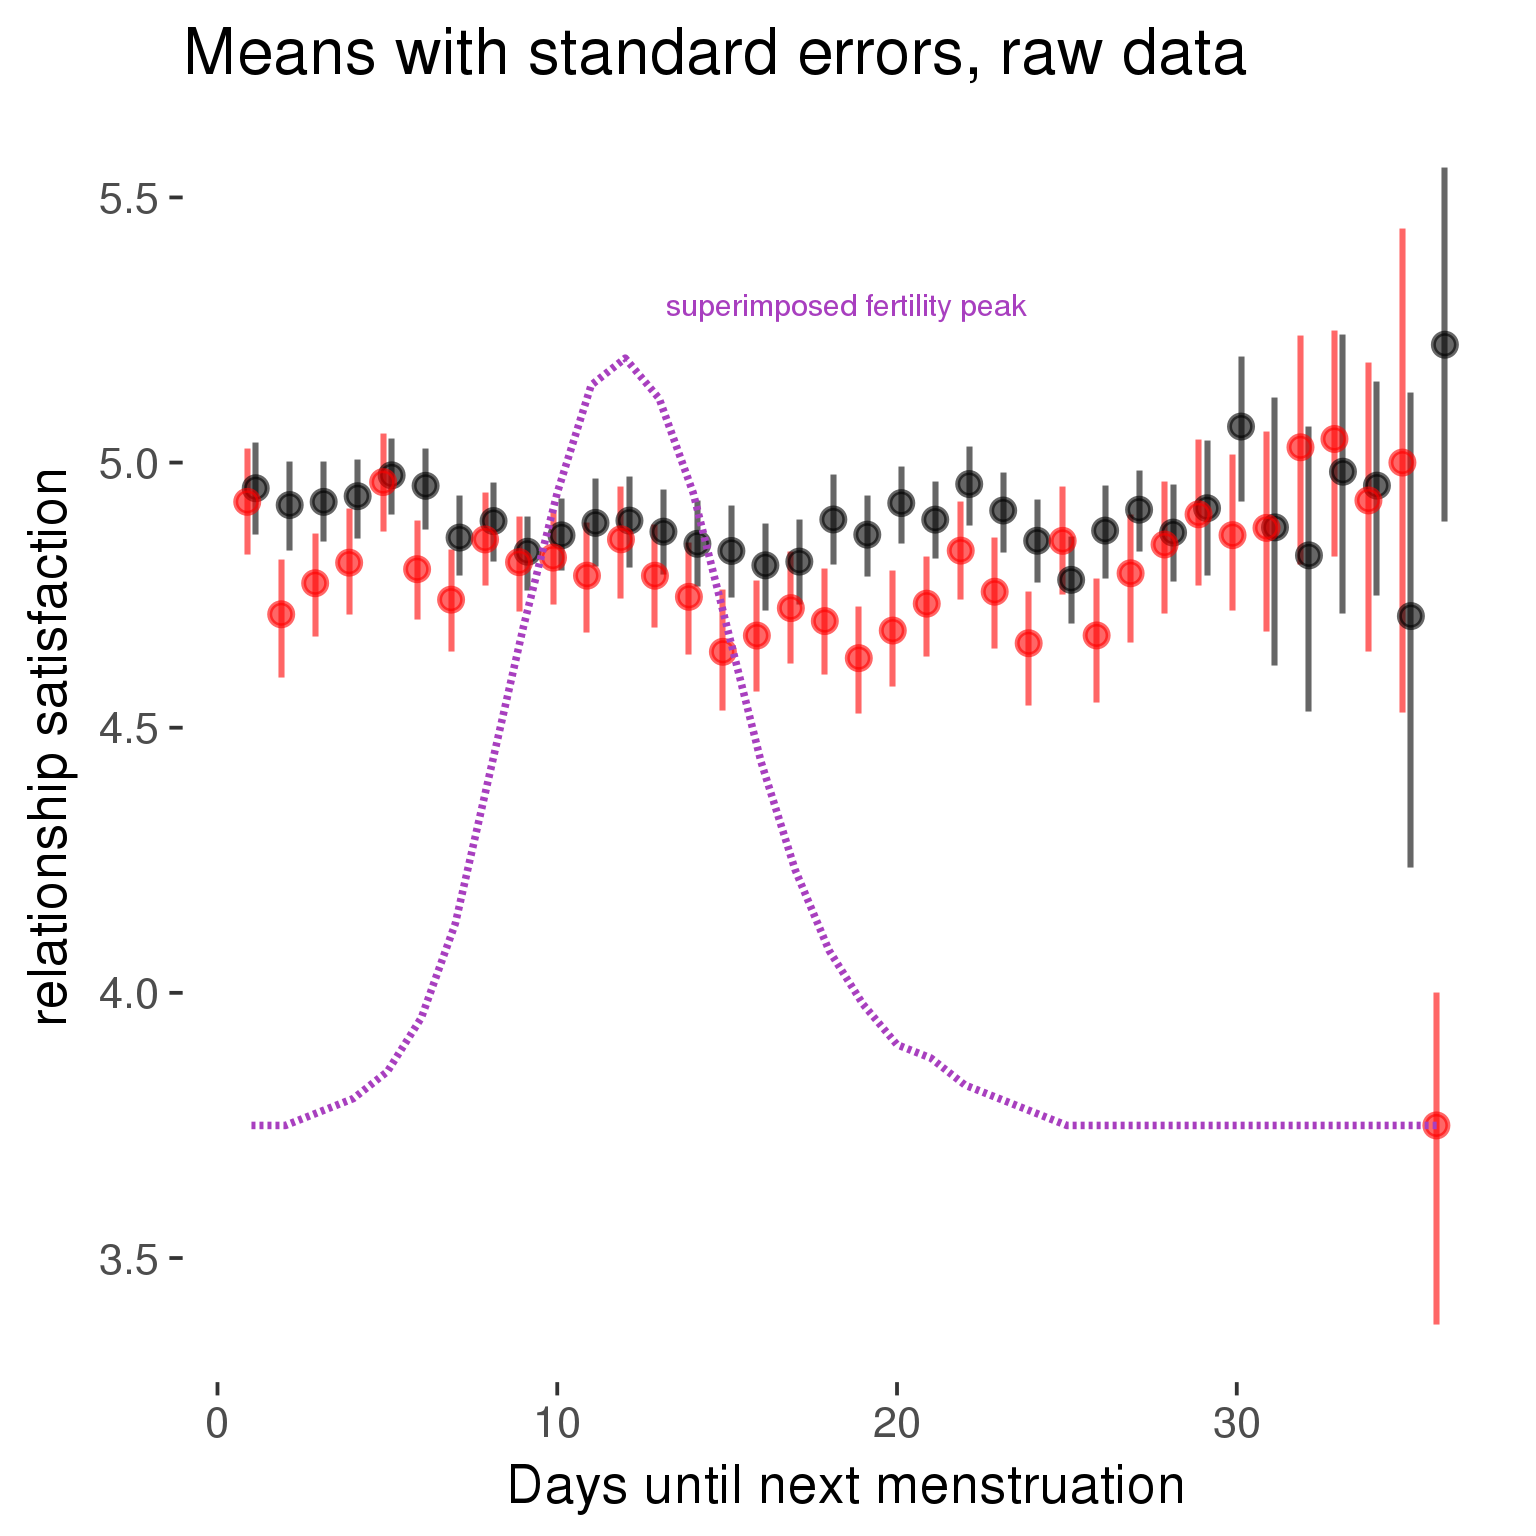 Means with standard errors, raw data
superimposed fertility peak
relationship satisfaction
5.5
5.0
4.5
4.0
3.5
0
10
20
30
Days until next menstruation